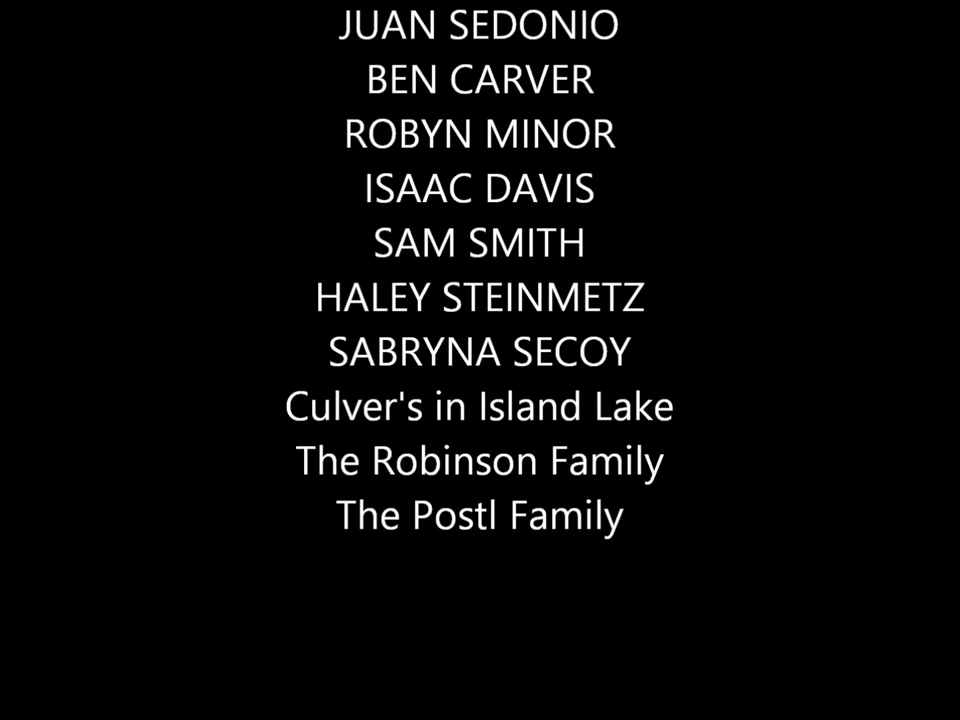 JUAN SEDONIO
BEN CARVER
ROBYN MINOR
ISAAC DAVIS
SAM SMITH
HALEY STEINMETZ
SABRYNA SECOY
Culver's in Island Lake
The Robinson Family
The Postl Family